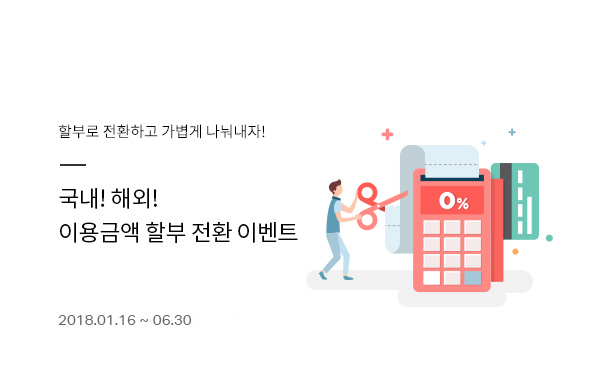 할부로 전환하고 가볍게 나눠내자!
국내! 해외!
이용금액 할부 전환 이벤트
2018.01.16 ~ 06.30
0%